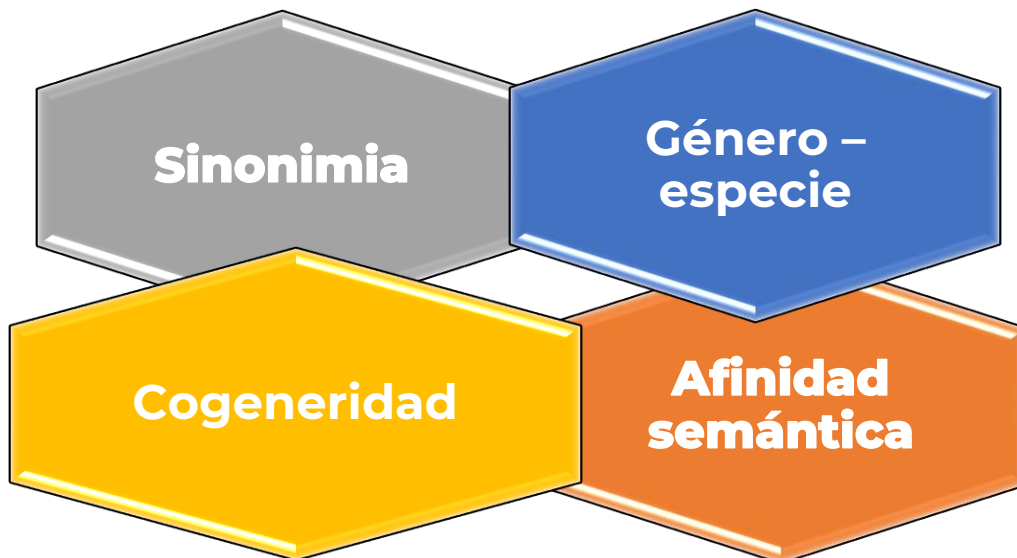 Sinonimia
Género –
especie
Cogeneridad
Afinidad
semántica